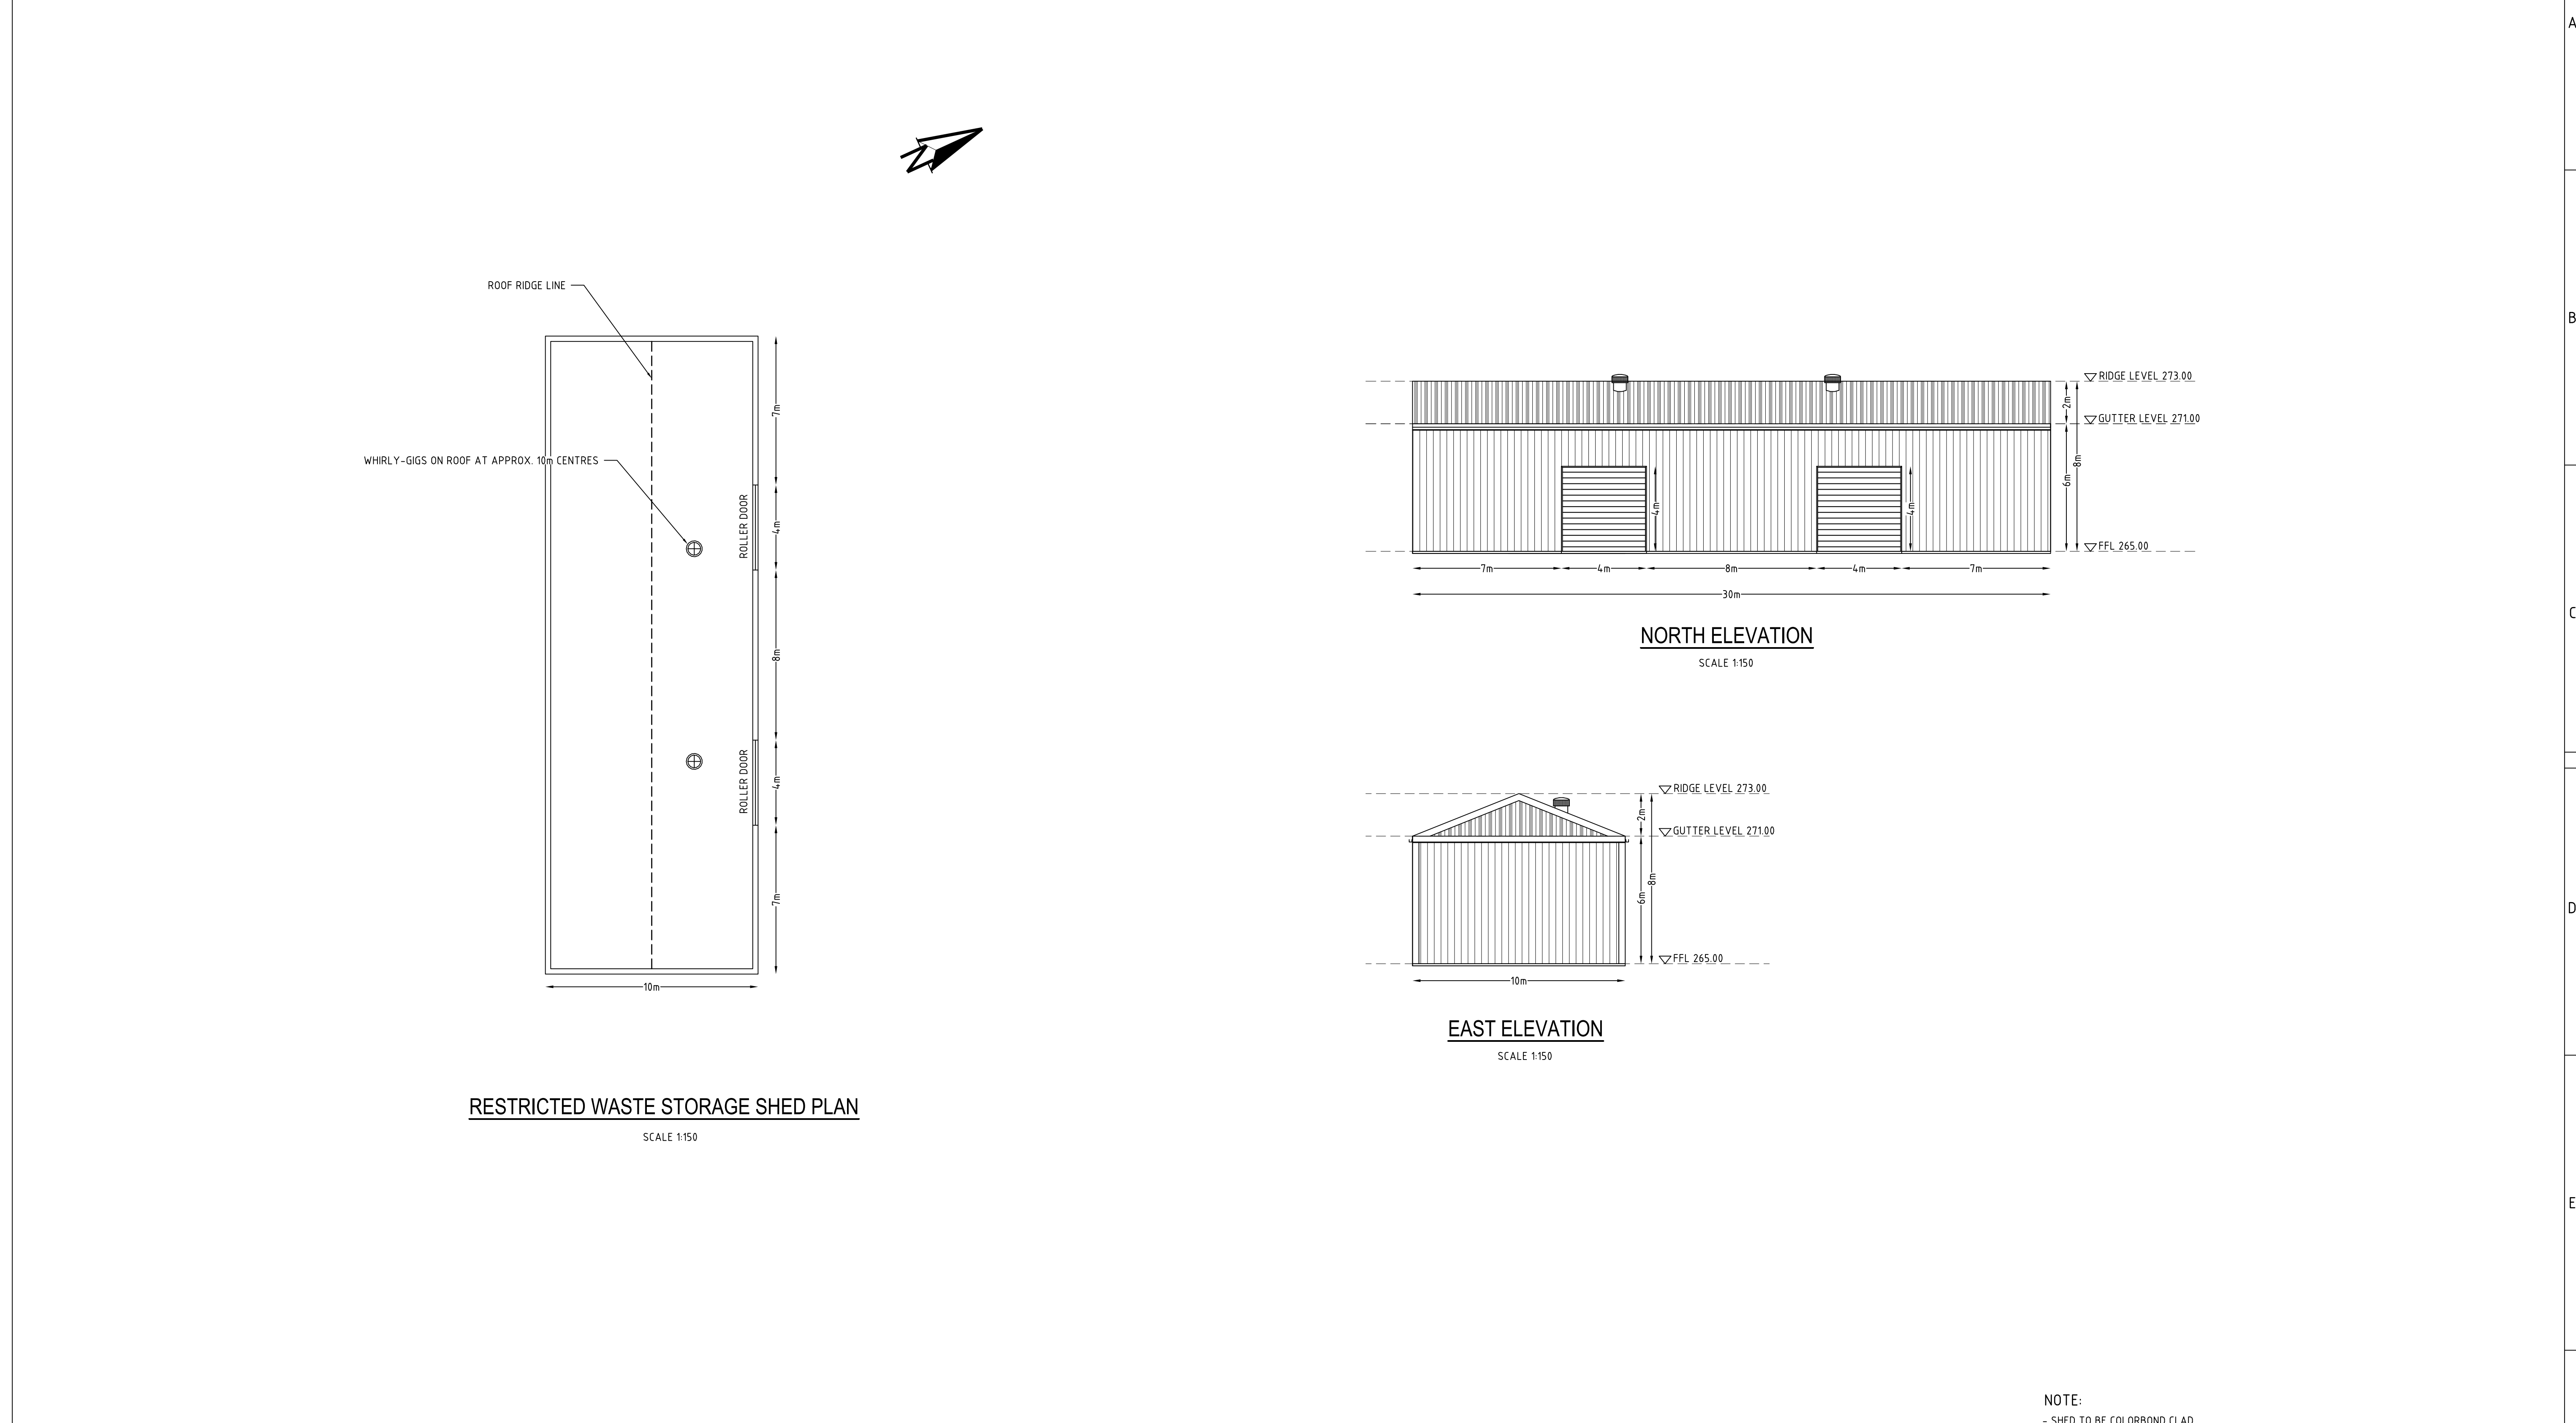 A
B
C
D
E
N
ROOF RIDGE LINE
WHIRLY-GIGS ON ROOF AT APPROX. 10m CENTRES
ROLLER DOOR
ROLLER DOOR
7m
4m
8m
4m
7m
10m
RESTRICTED WASTE STORAGE SHED PLAN
SCALE 1:150
RIDGE LEVEL 273.00
GUTTER LEVEL 271.00
FFL 265.00
2m
6m
8m
4m
4m
7m
4m
8m
4m
7m
30m
NORTH ELEVATION
SCALE 1:150
RIDGE LEVEL 273.00
GUTTER LEVEL 271.00
FFL 265.00
2m
6m
8m
10m
EAST ELEVATION
SCALE 1:150
NOTE:
- SHED TO BE COLORBOND CLAD